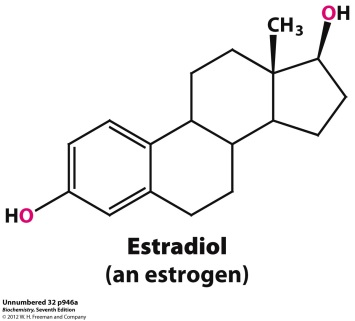 OH
CH₃
HO
Estradiol
(an estrogen)
Unnumbered 32 p946a
Biochemistry, Seventh Edition
© 2012 W. H. Freeman and Company